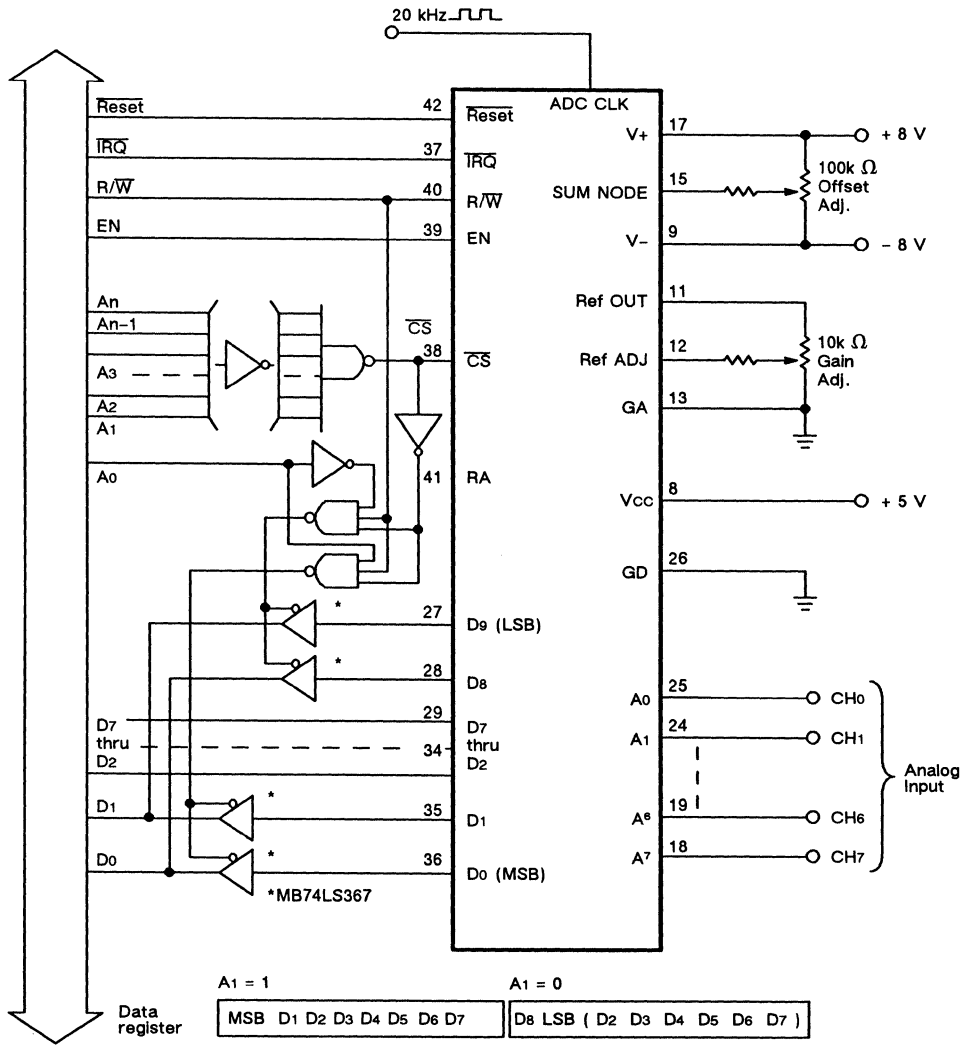 20 kHz
ADC CLK
Reset 42 Reset
IRQ 37 IRQ
R/W 40 R/W
EN 39 EN
V+ 17 + 8 V
SUM NODE 15 100k Ω Offset Adj.
V- 9 - 8 V
An
An-1
A3
A2
A1
CS
38 CS
Ref OUT 11
Ref ADJ 12 10k Ω Gain Adj.
GA 13
A0 41 RA
VCC 8 + 5 V
GD 26
* 27 D9 (LSB)
* 28 D8
D7 29 D7
thru 34 thru
D2 D2
D1 * 35 D1
D0 * 36 D0 (MSB)
*MB74LS367
A0 25 CH0
A1 24 CH1
A6 19 CH6
A7 18 CH7
Analog Input
A1 = 1 A1 = 0
Data register
MSB D1 D2 D3 D4 D5 D6 D7
D8 LSB ( D2 D3 D4 D5 D6 D7 )